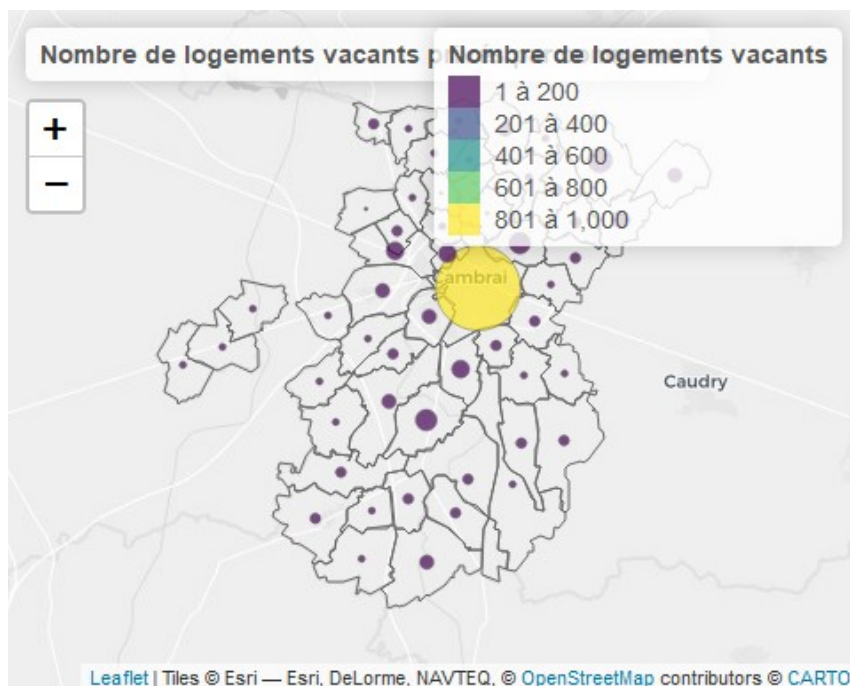 Nombre de logements vacants
Nombre de logements vacants
1 à 200
201 à 400
401 à 600
601 à 800
801 à 1,000
+
−
Cambrai
Caudry
Leaflet | Tiles © Esri — Esri, DeLorme, NAVTEQ, © OpenStreetMap contributors © CARTO